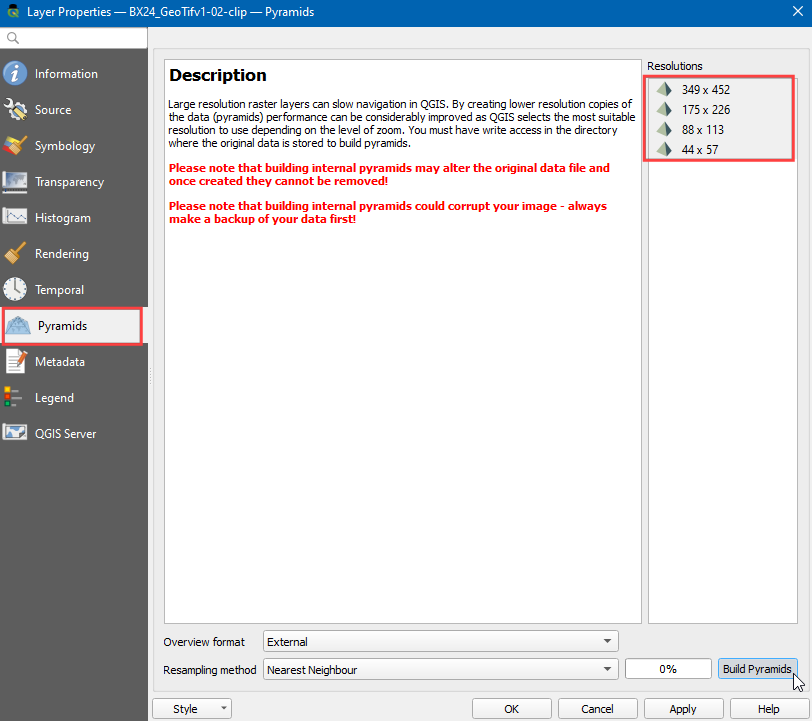 Layer Properties — BX24_GeoTifv1-02-clip — Pyramids
Information
Source
Symbology
Transparency
Histogram
Rendering
Temporal
Pyramids
Metadata
Legend
QGIS Server
Description
Large resolution raster layers can slow navigation in QGIS. By creating lower resolution copies of
the data (pyramids) performance can be considerably improved as QGIS selects the most suitable
resolution to use depending on the level of zoom. You must have write access in the directory
where the original data is stored to build pyramids.
Please note that building internal pyramids may alter the original data file and
once created they cannot be removed!
Please note that building internal pyramids could corrupt your image - always
make a backup of your data first!
Resolutions
349 x 452
175 x 226
88 x 113
44 x 57
Overview format External
Resampling method Nearest Neighbour 0% Build Pyramids
Style OK Cancel Apply Help